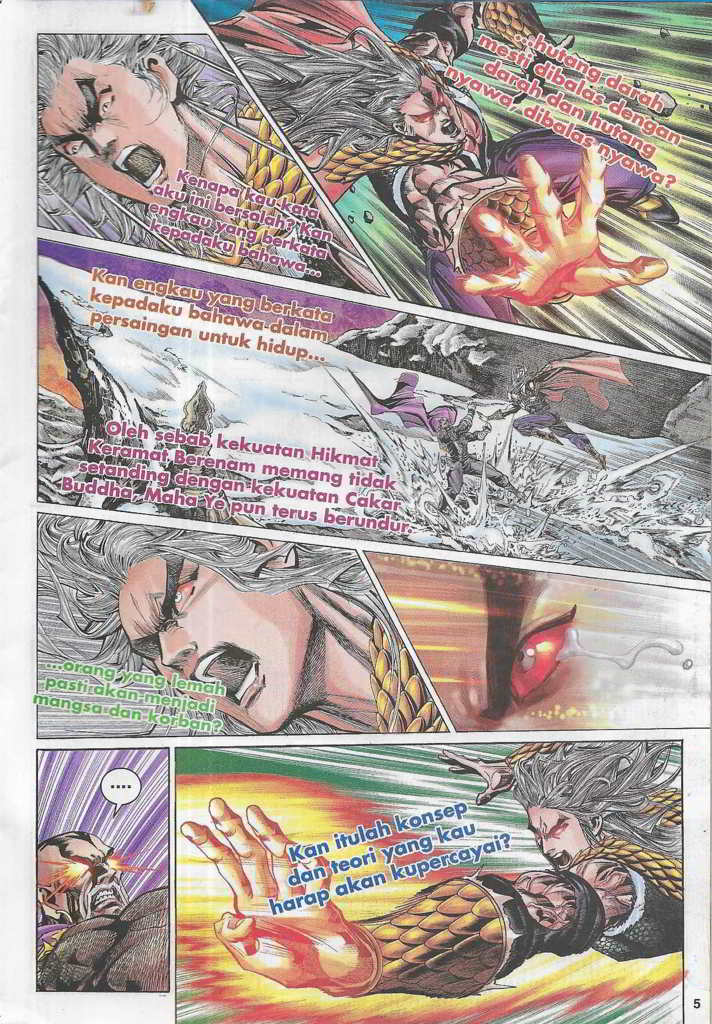 Kenapa kau kata
aku ini bersalah? Kan
engkau yang berkata
kepadaku bahawa...
...hutang darah
mesti dibalas dengan
darah dan hutang
nyawa, dibalas nyawa?
Kan engkau yang berkata
kepadaku bahawa dalam
persaingan untuk hidup...
Oleh sebab kekuatan Hikmat
Keramat Berenam memang tidak
setanding dengan kekuatan Cakar
Buddha, Maha Ye pun terus berundur.
...orang yang lemah
pasti akan menjadi
mangsa dan korban?
....
Kan itulah konsep
dan teori yang kau
harap akan kupercayai?
5